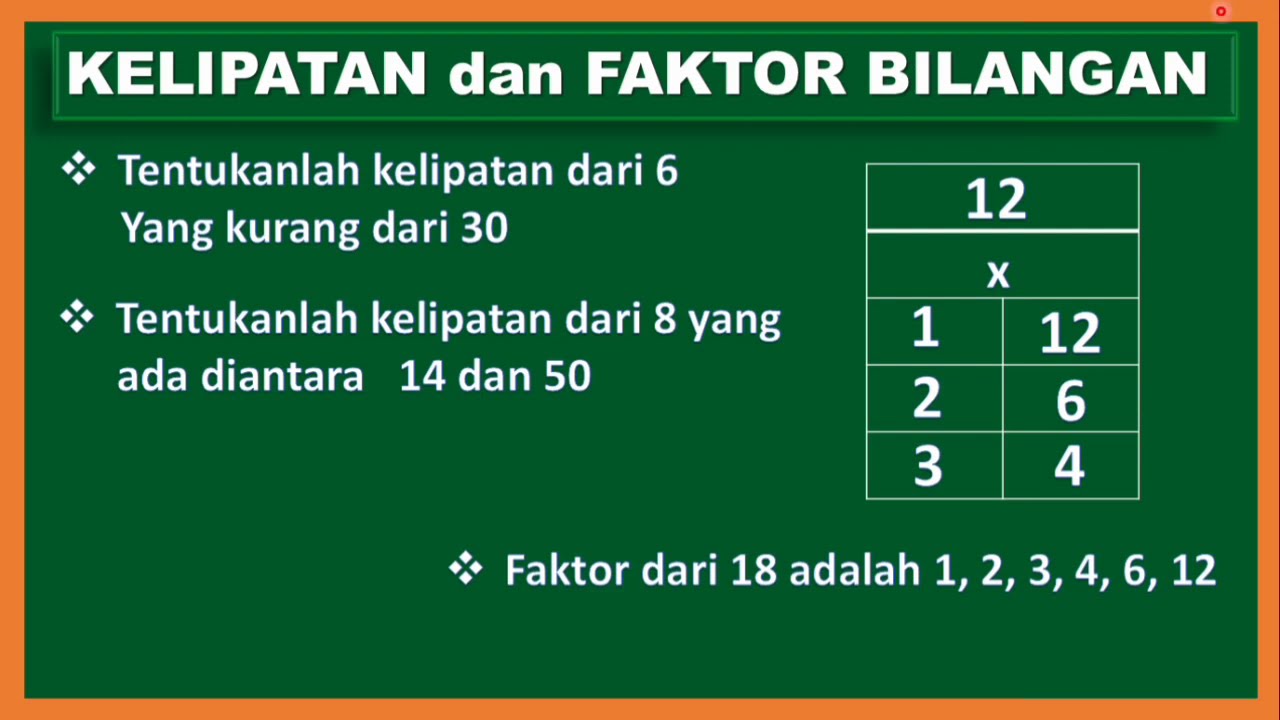 KELIPATAN dan FAKTOR BILANGAN
❖ Tentukanlah kelipatan dari 6
Yang kurang dari 30
❖ Tentukanlah kelipatan dari 8 yang
ada diantara 14 dan 50
12
x
1 12
2 6
3 4
❖ Faktor dari 18 adalah 1, 2, 3, 4, 6, 12